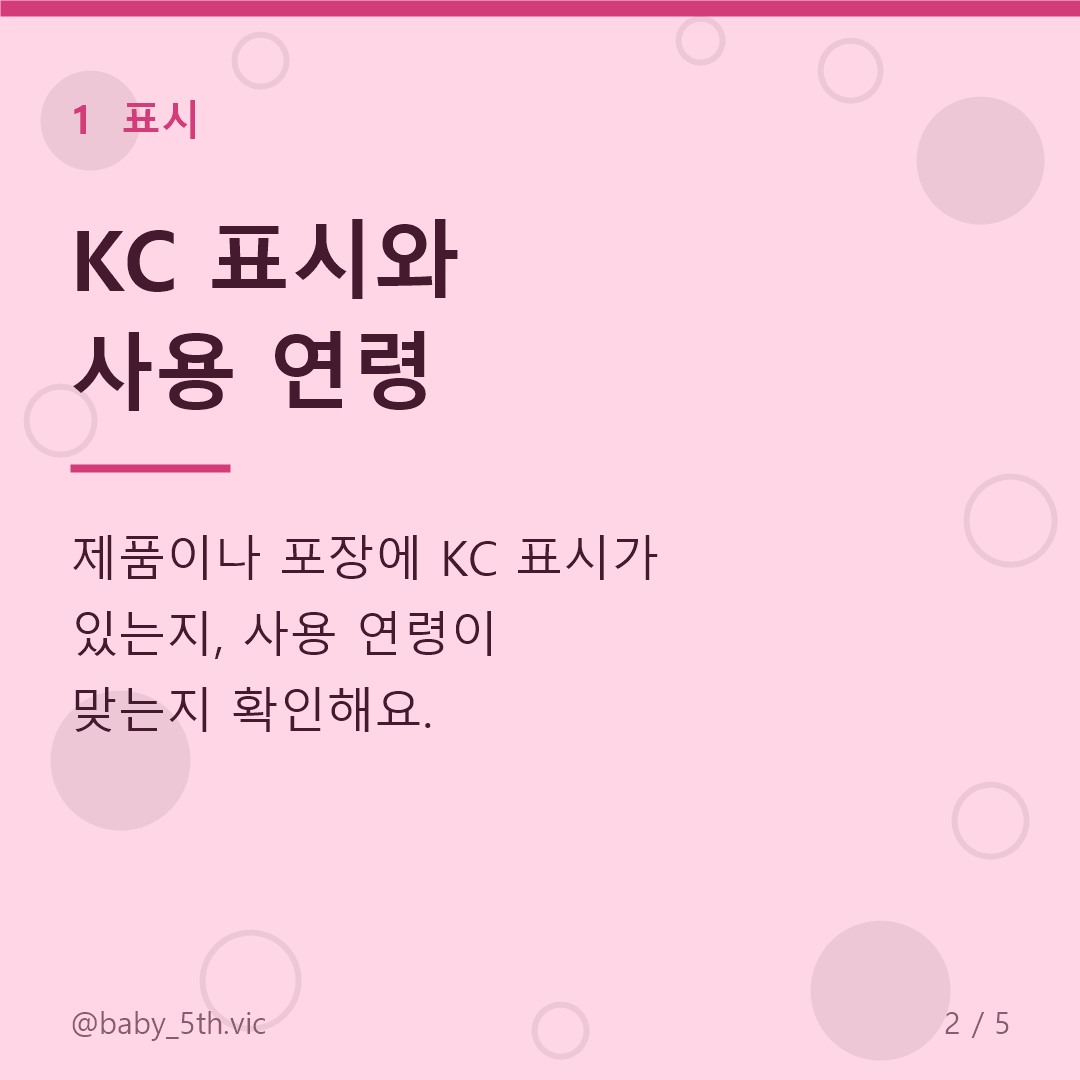 1 표시
KC 표시와
사용 연령
제품이나 포장에 KC 표시가
있는지, 사용 연령이
맞는지 확인해요.
@baby_5th.vic
2 / 5